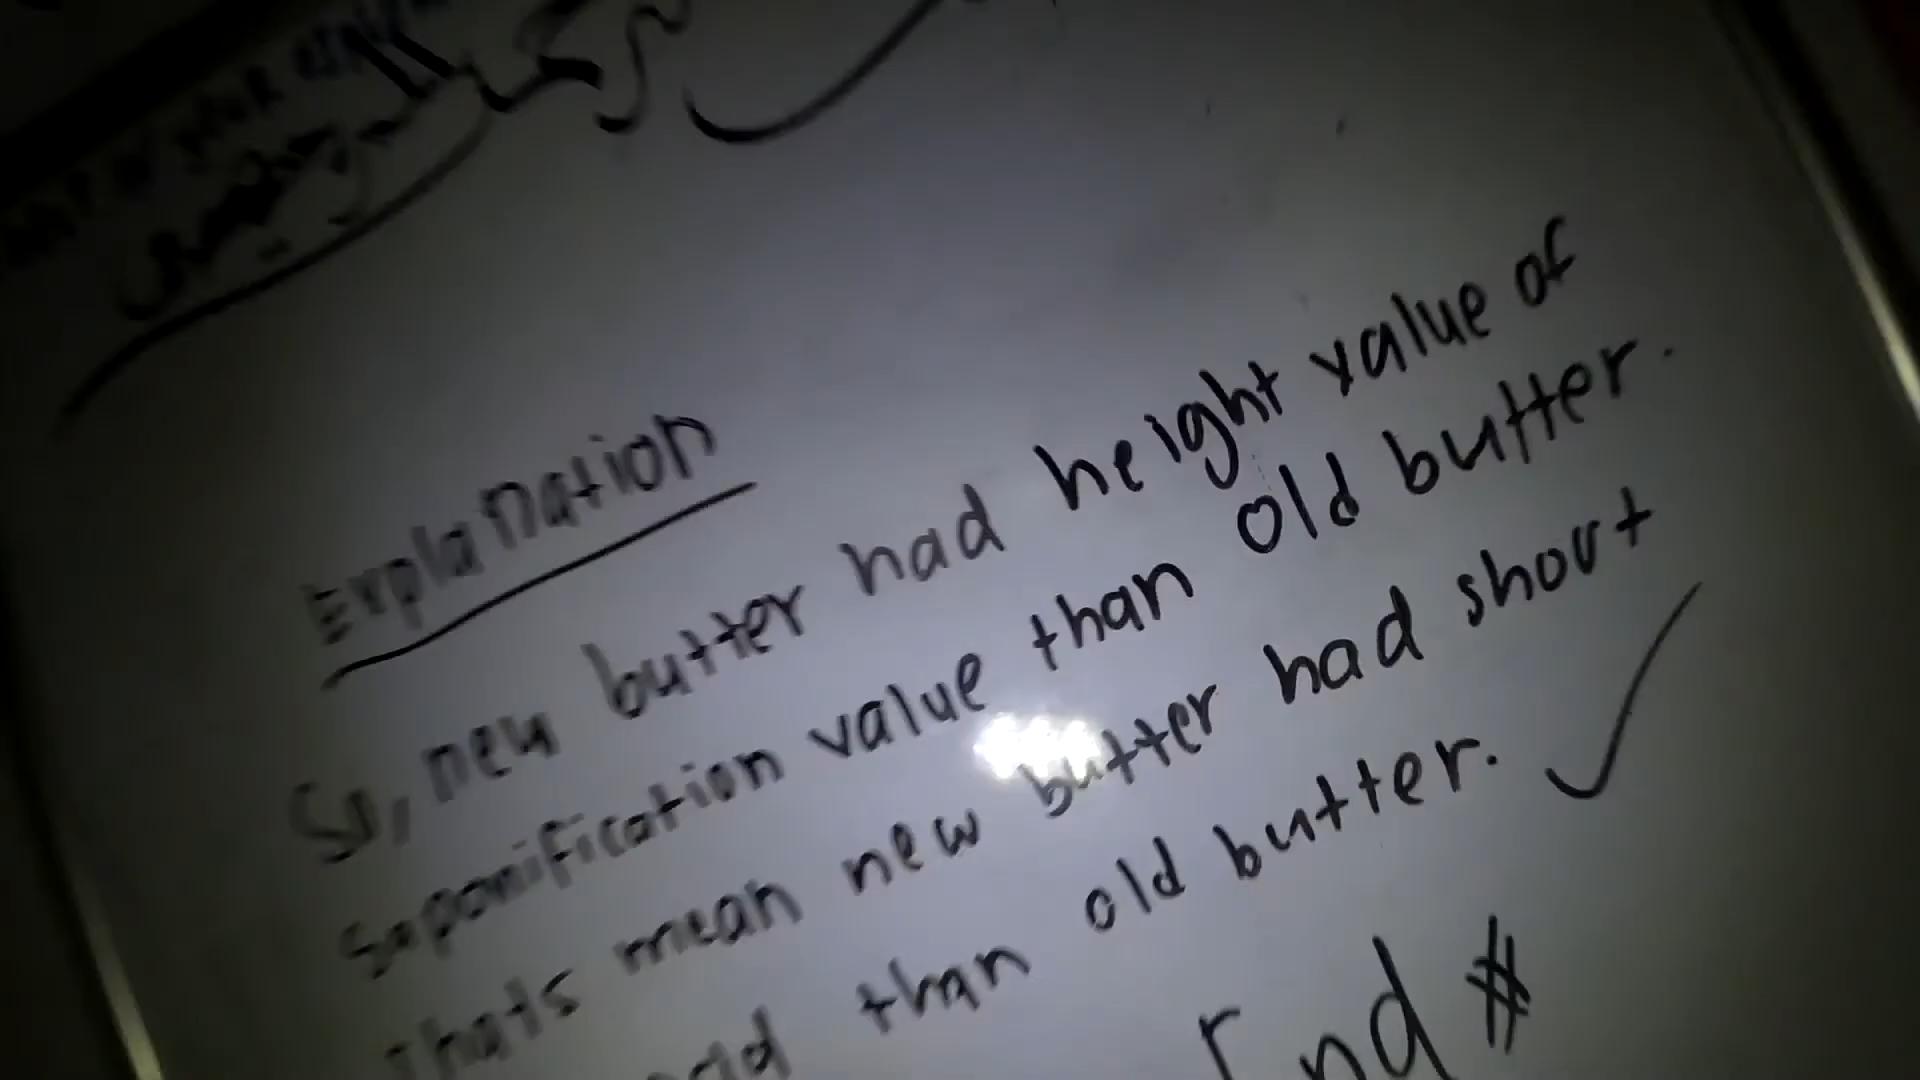 Explanation
So, new butter had height value of
saponification value than old butter.
thats mean new butter had short
than old butter.
End #